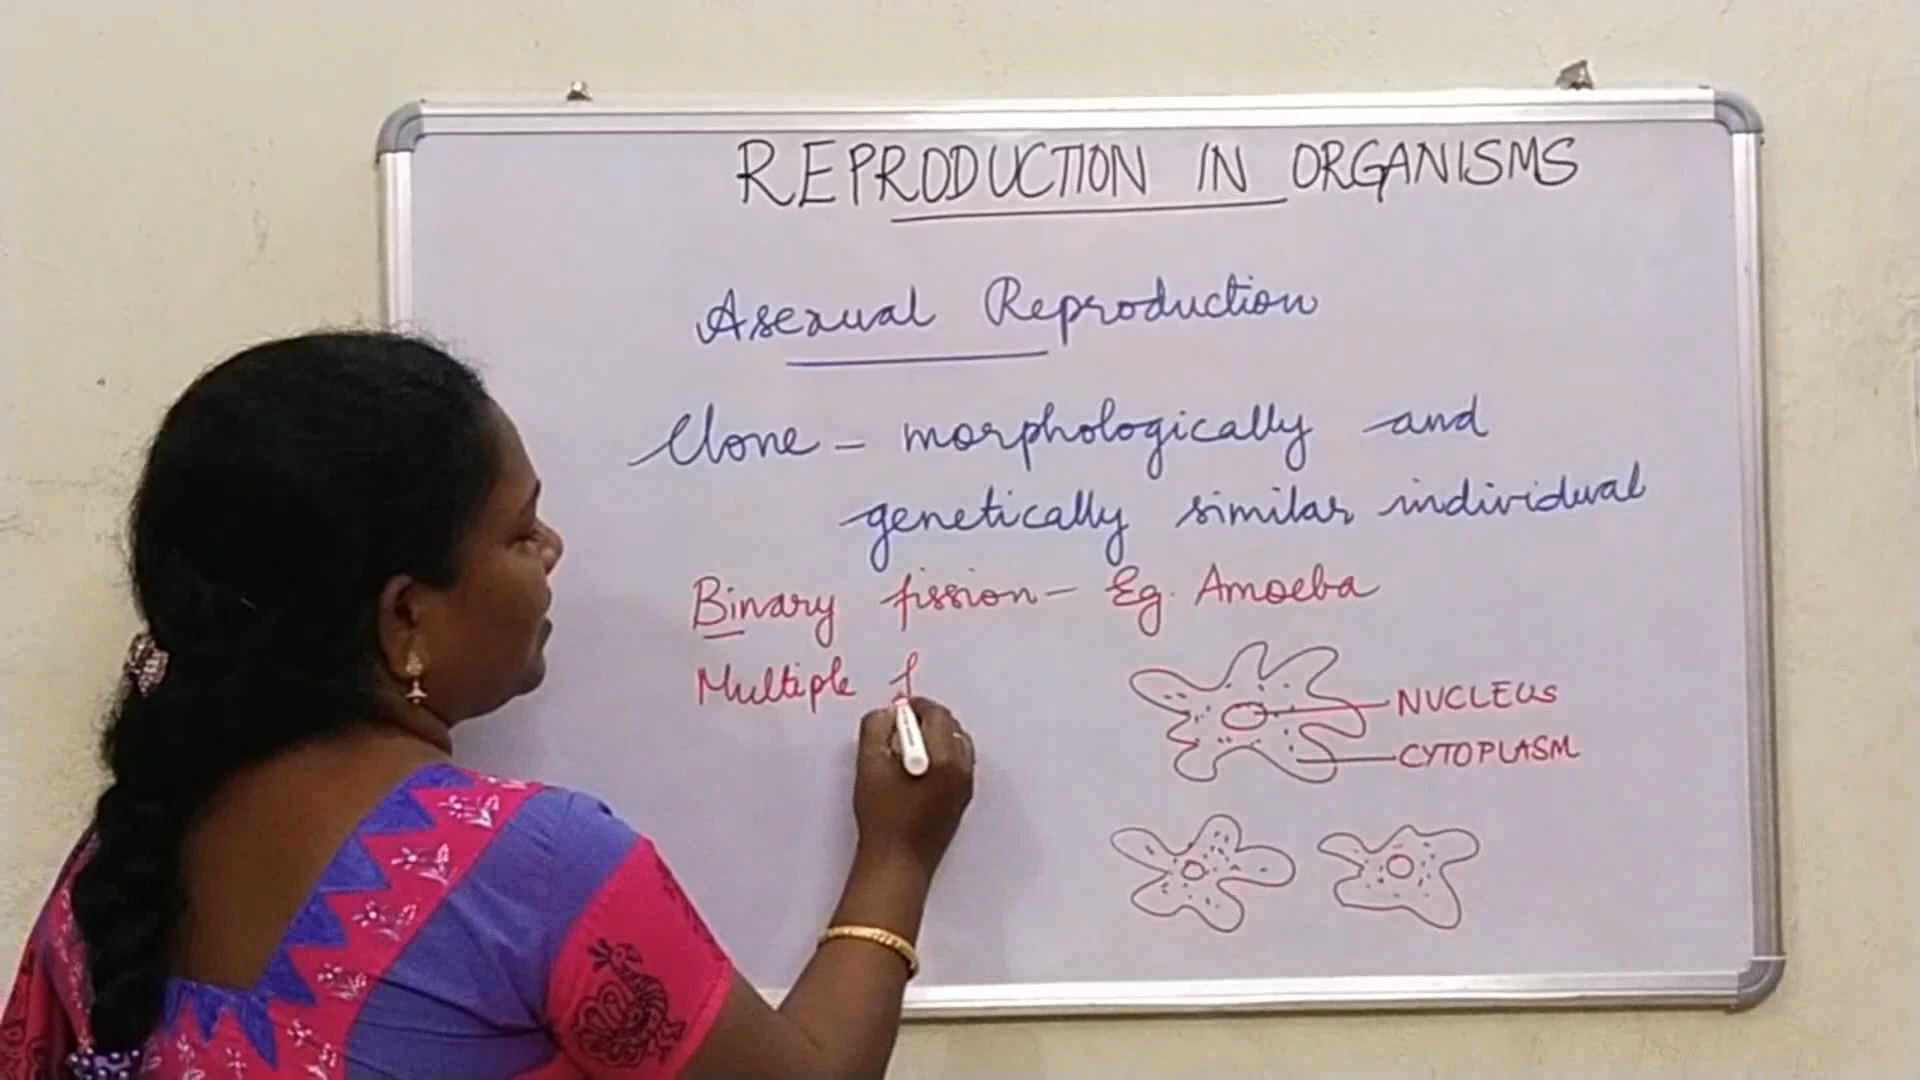 REPRODUCTION IN ORGANISMS
Asexual Reproduction
Clone - morphologically and
genetically similar individual
Binary fission - Eg. Amoeba
Multiple f
NUCLEUS
CYTOPLASM